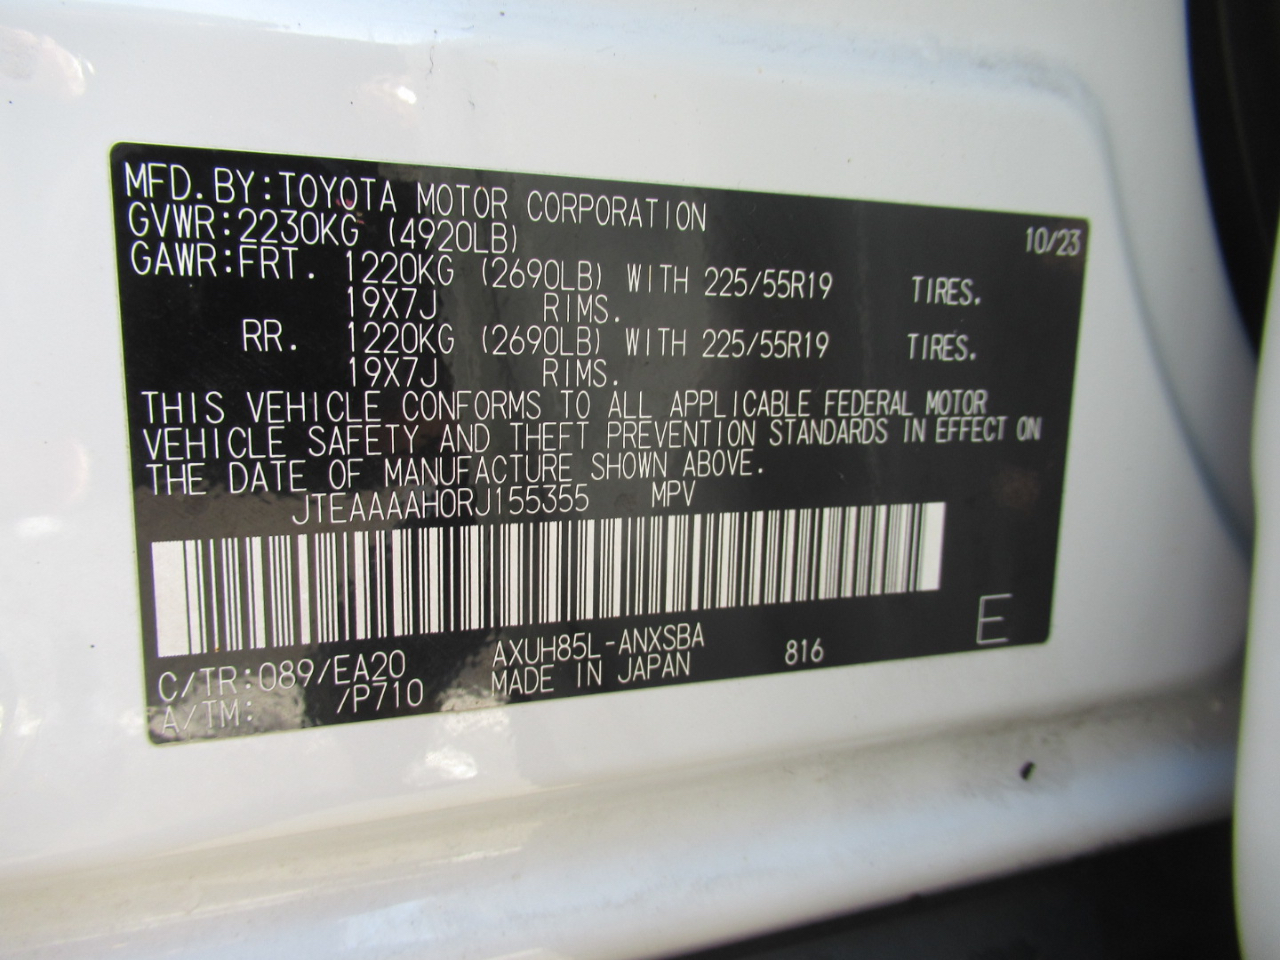 MFD. BY: TOYOTA MOTOR CORPORATION 10/23
GVWR: 2230KG (4920LB)
GAWR: FRT. 1220KG (2690LB) WITH 225/55R19 TIRES.
19X7J RIMS.
RR. 1220KG (2690LB) WITH 225/55R19 TIRES.
19X7J RIMS.
THIS VEHICLE CONFORMS TO ALL APPLICABLE FEDERAL MOTOR
VEHICLE SAFETY AND THEFT PREVENTION STANDARDS IN EFFECT ON
THE DATE OF MANUFACTURE SHOWN ABOVE.
JTEAAAAH0RJ155355 MPV
E
C/TR: 089/EA20 AXUH85L-ANXSBA 816
A/TM: /P710 MADE IN JAPAN